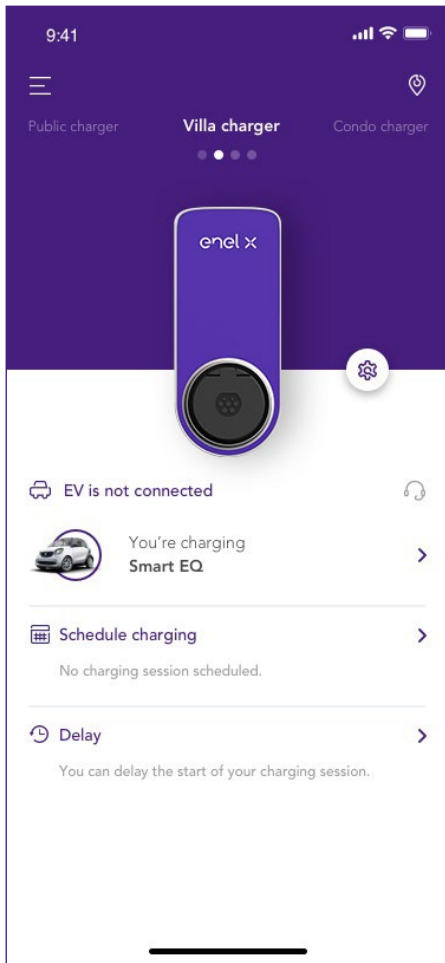 9:41
Public charger
Villa charger
Condo charger
enel x
EV is not connected
You're charging
Smart EQ
Schedule charging
No charging session scheduled.
Delay
You can delay the start of your charging session.